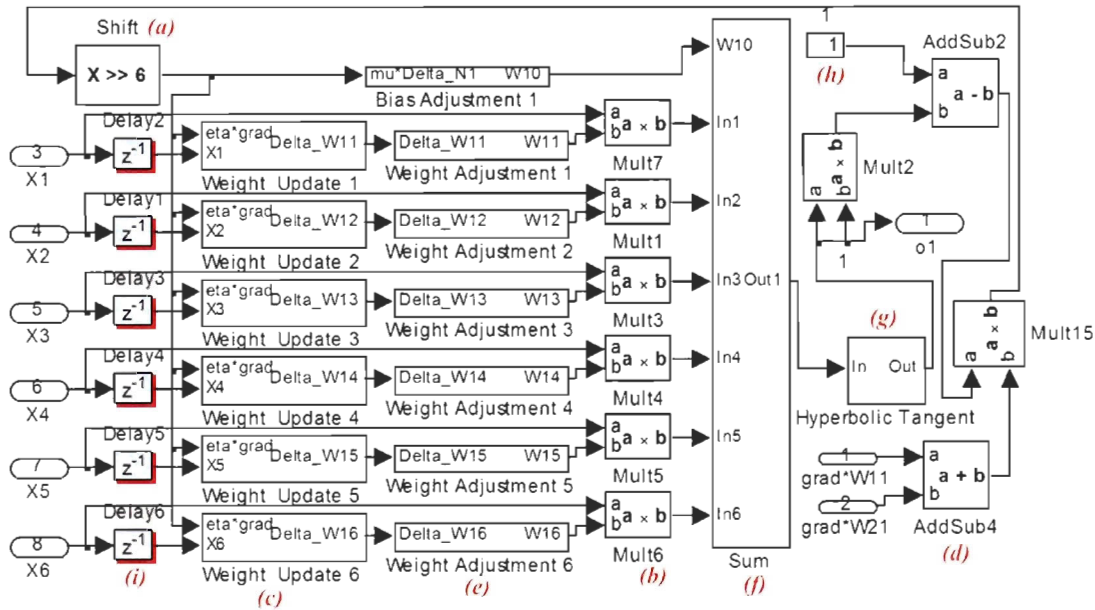 Shift (a)
X >> 6
mu*Delta_N1 W10
Bias Adjustment 1
W10
1
1
(h)
AddSub2
a
b
a - b
Delay2
3
X1
z-1
eta*grad
X1
Delta_W11
Weight Update 1
Delta_W11 W11
Weight Adjustment 1
a
b
a × b
Mult7
In1
a
b
a × b
Mult2
Delay1
4
X2
z-1
eta*grad
X2
Delta_W12
Weight Update 2
Delta_W12 W12
Weight Adjustment 2
a
b
a × b
Mult1
In2
1
o1
1
Delay3
5
X3
z-1
eta*grad
X3
Delta_W13
Weight Update 3
Delta_W13 W13
Weight Adjustment 3
a
b
a × b
Mult3
In3 Out1
(g)
a
b
a × b
Mult15
Delay4
6
X4
z-1
eta*grad
X4
Delta_W14
Weight Update 4
Delta_W14 W14
Weight Adjustment 4
a
b
a × b
Mult4
In4
In Out
Hyperbolic Tangent
Delay5
7
X5
z-1
eta*grad
X5
Delta_W15
Weight Update 5
Delta_W15 W15
Weight Adjustment 5
a
b
a × b
Mult5
In5
1
grad*W11
2
grad*W21
a
b
a + b
AddSub4
Delay6
8
X6
z-1
eta*grad
X6
Delta_W16
Weight Update 6
Delta_W16 W16
Weight Adjustment 6
a
b
a × b
Mult6
In6
Sum
(i)
(c)
(e)
(b)
(f)
(d)